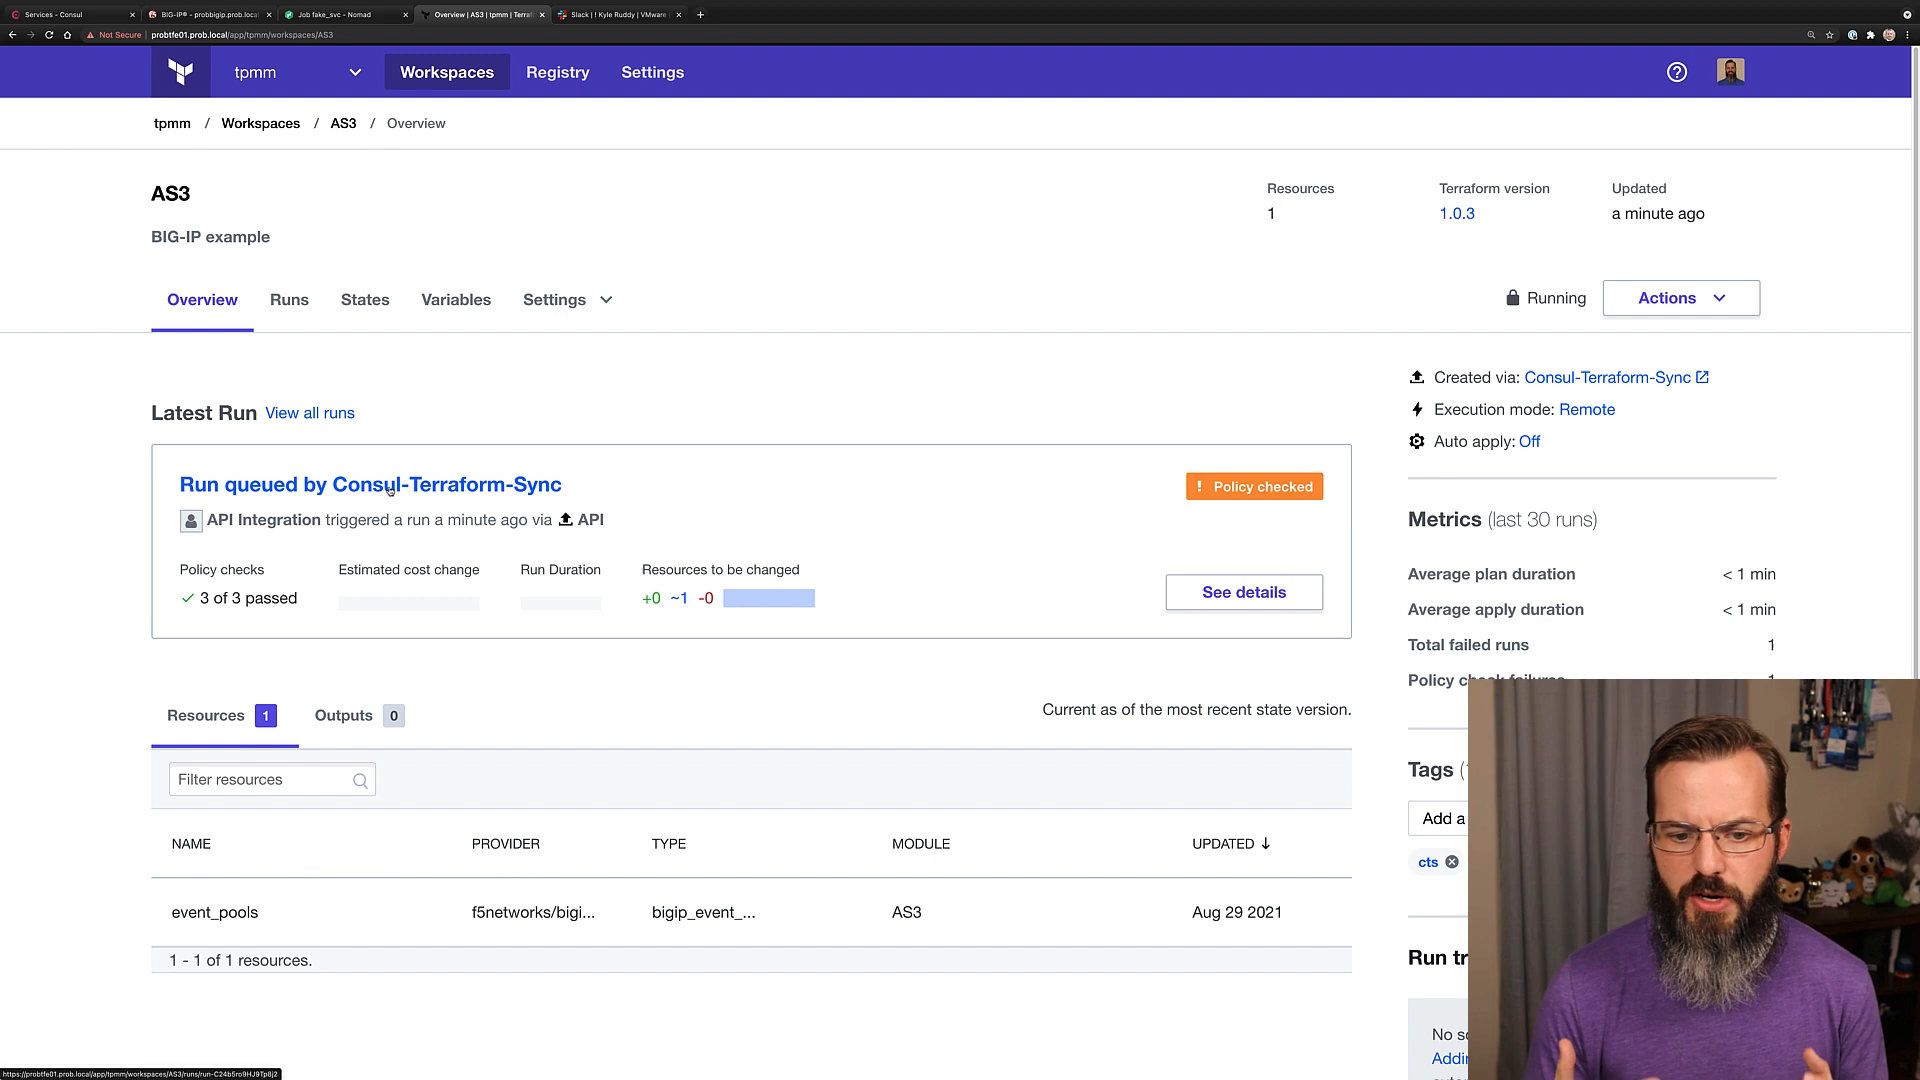 Services - Consul
BIG-IP® - probbigip.prob.local
Job fake_svc - Nomad
Overview | AS3 | tpmm | Terraf
Slack | ! Kyle Ruddy | VMware
Not Secure | probtfe01.prob.local/app/tpmm/workspaces/AS3
tpmm
Workspaces
Registry
Settings
tpmm / Workspaces / AS3 / Overview
AS3
BIG-IP example
Resources
1
Terraform version
1.0.3
Updated
a minute ago
Overview
Runs
States
Variables
Settings
Running
Actions
Latest Run View all runs
Run queued by Consul-Terraform-Sync
! Policy checked
API Integration triggered a run a minute ago via API
Policy checks
3 of 3 passed
Estimated cost change
Run Duration
Resources to be changed
+0 ~1 -0
See details
Created via: Consul-Terraform-Sync
Execution mode: Remote
Auto apply: Off
Metrics (last 30 runs)
Average plan duration < 1 min
Average apply duration < 1 min
Total failed runs 1
Policy check failures 1
Tags (
Add a
cts
Run tr
No s
Addi
Resources 1
Outputs 0
Current as of the most recent state version.
Filter resources
NAME PROVIDER TYPE MODULE UPDATED
event_pools f5networks/bigi... bigip_event_... AS3 Aug 29 2021
1 - 1 of 1 resources.
https://probtfe01.prob.local/app/tpmm/workspaces/AS3/runs/run-C24b5ro9HJ9Tp8j2